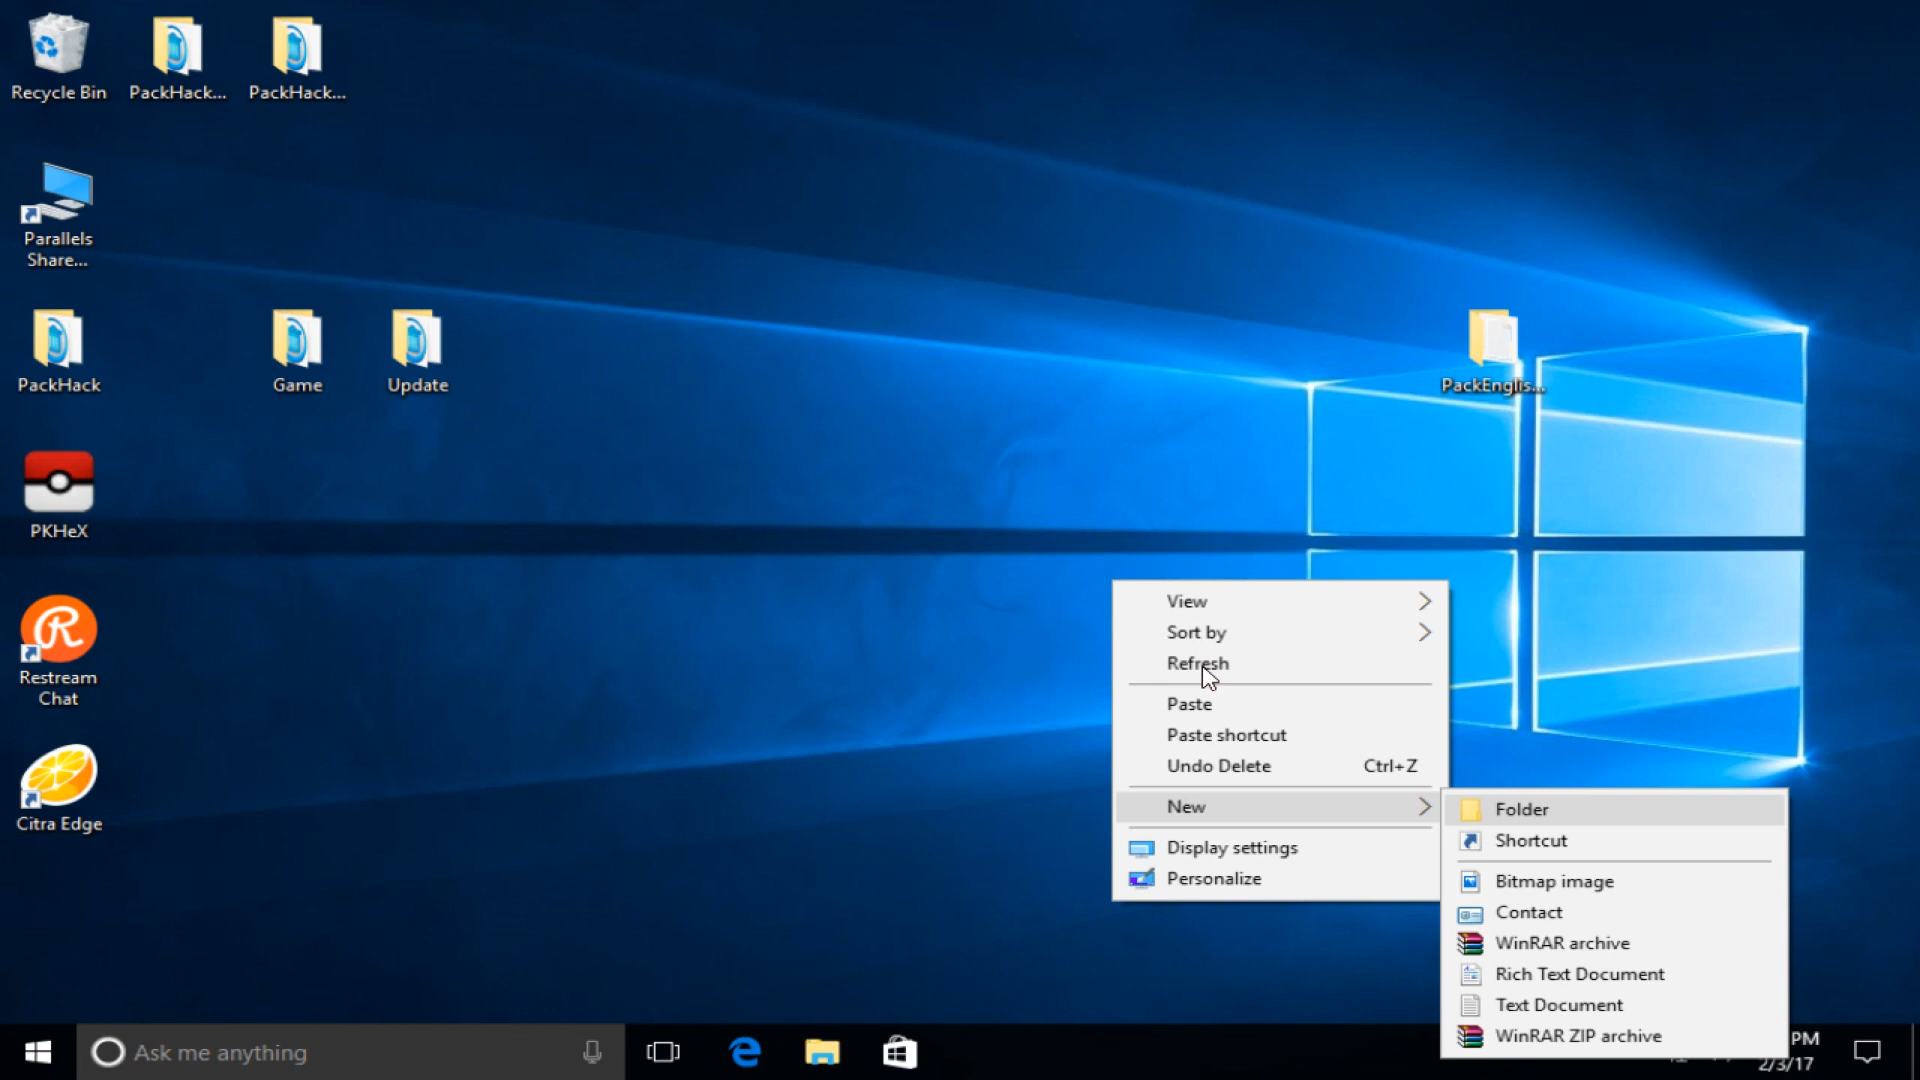 Recycle Bin
PackHack...
PackHack...
Parallels
Share...
PackHack
Game
Update
PackEnglis...
PKHeX
Restream
Chat
Citra Edge
View
Sort by
Refresh
Paste
Paste shortcut
Undo Delete Ctrl+Z
New
Display settings
Personalize
Folder
Shortcut
Bitmap image
Contact
WinRAR archive
Rich Text Document
Text Document
WinRAR ZIP archive
Ask me anything
PM
2/3/17